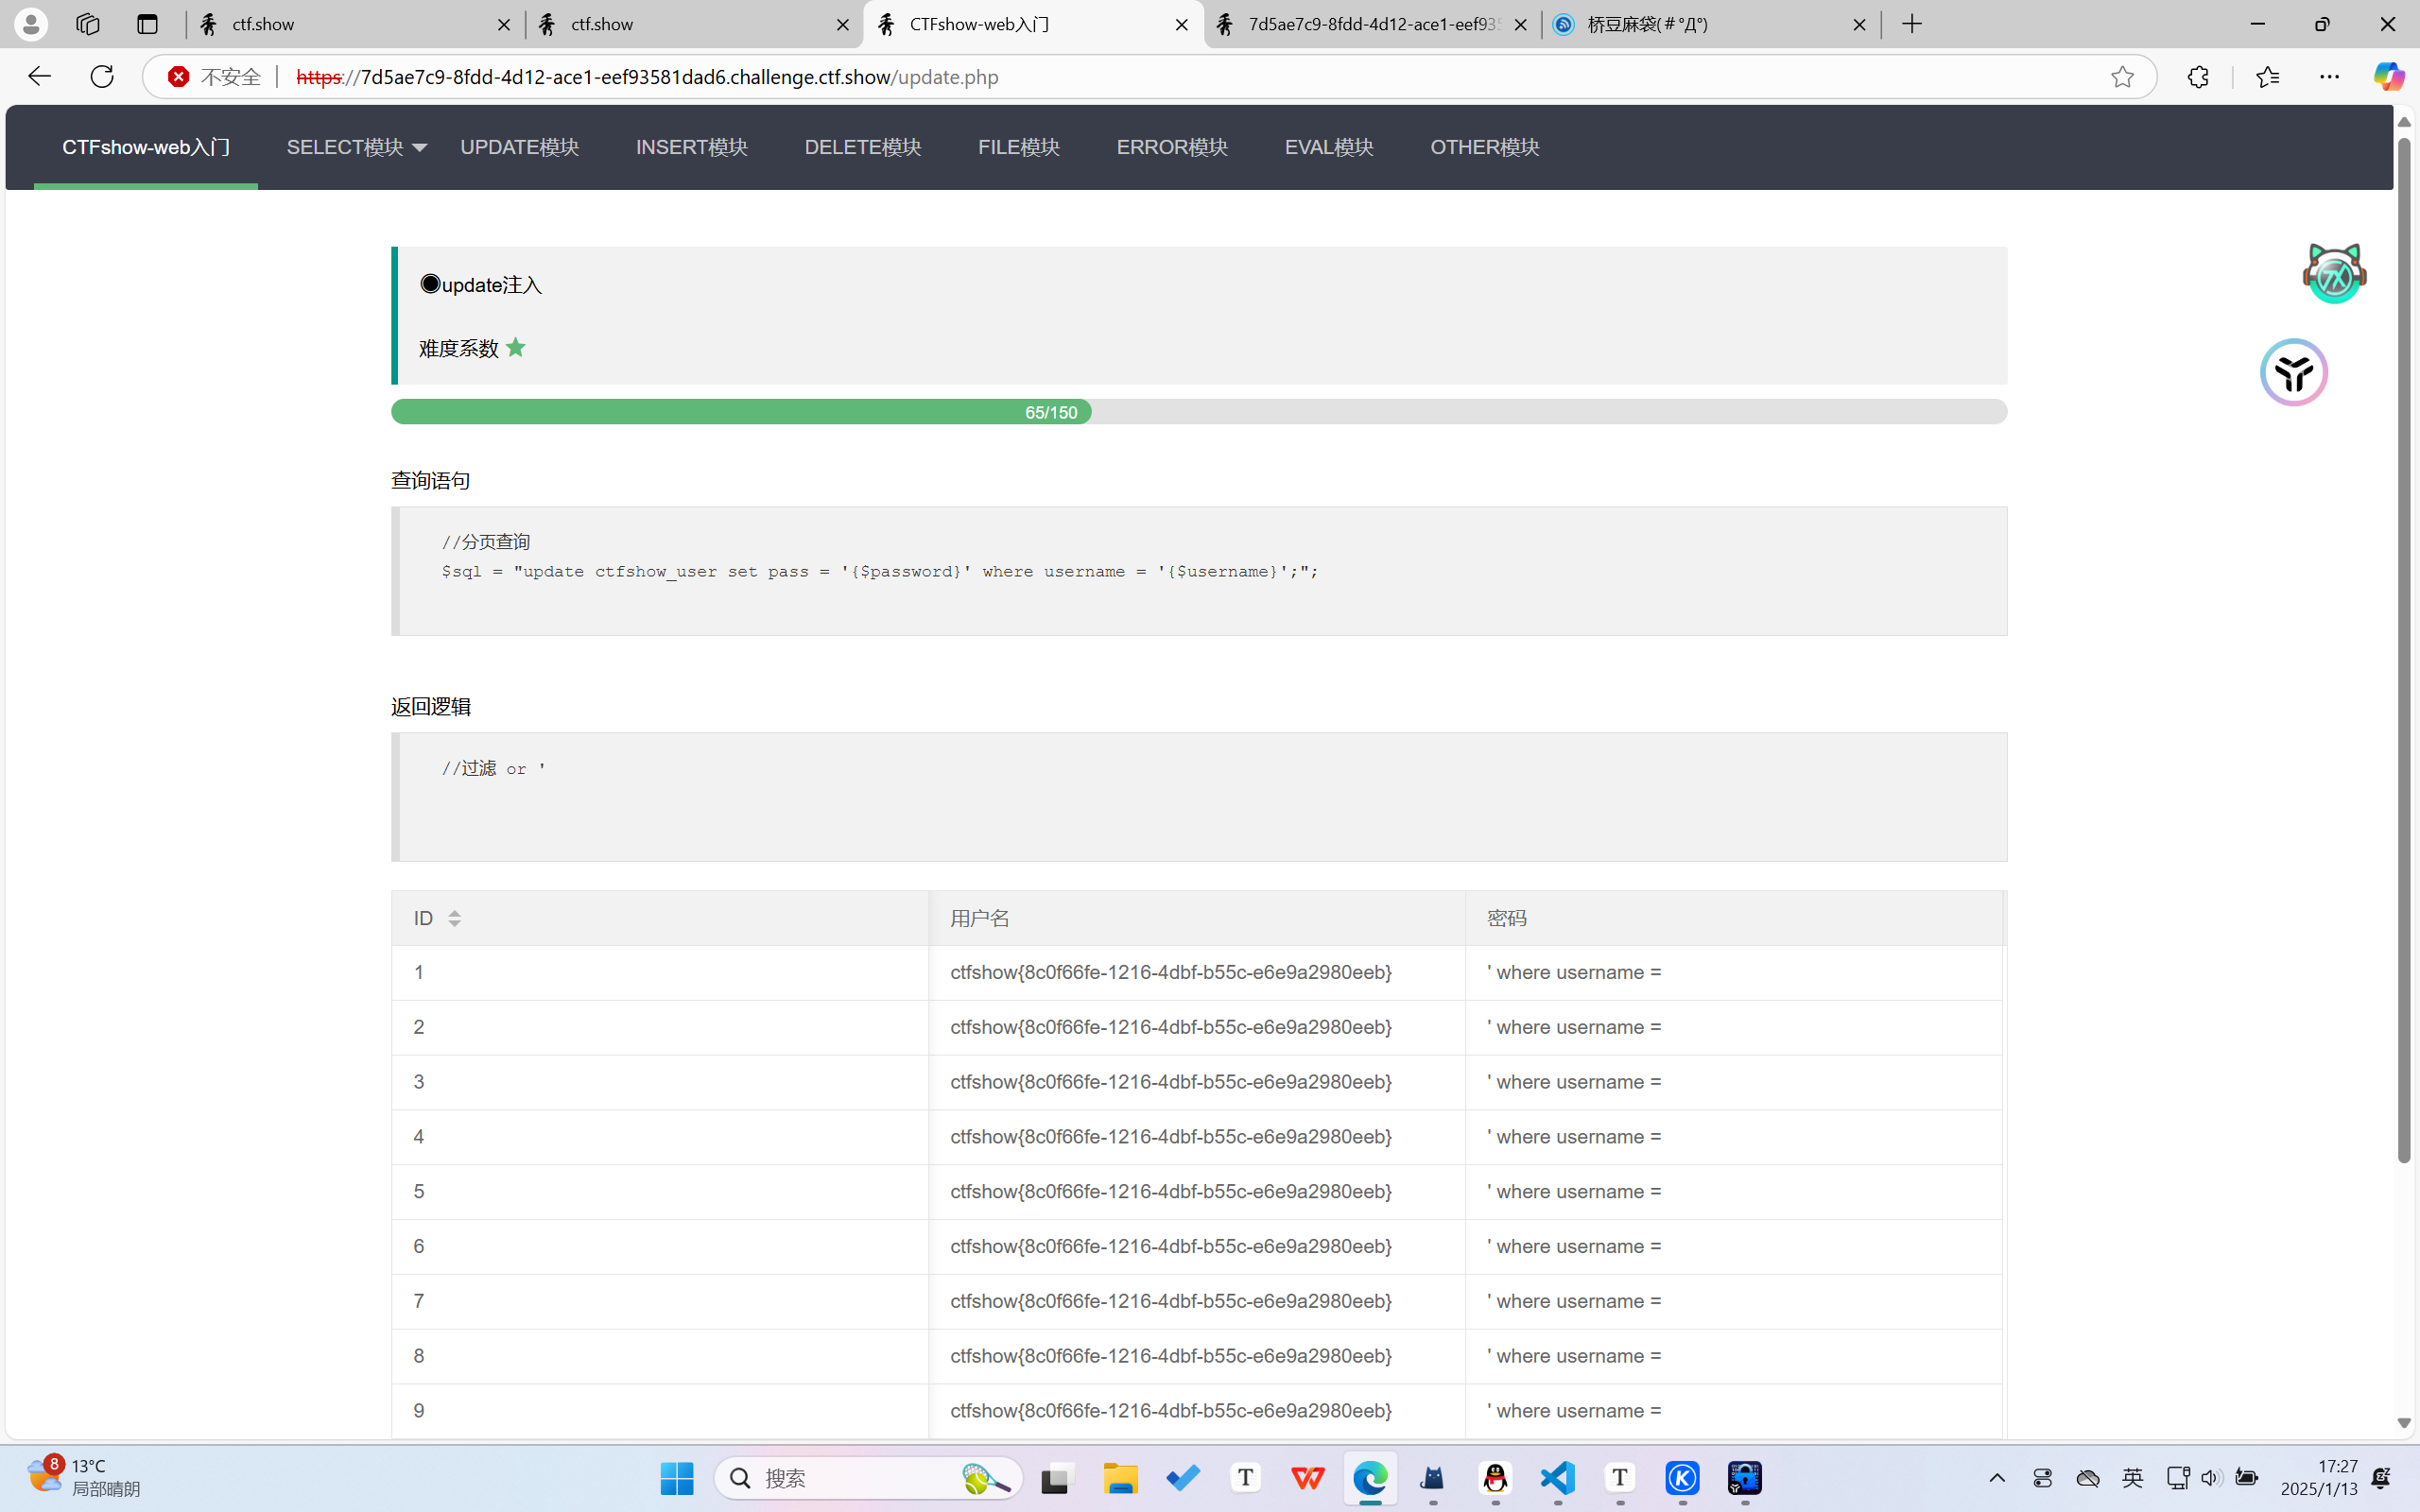 ctf.show
ctf.show
CTFshow-web入门
7d5ae7c9-8fdd-4d12-ace1-eef935
桥豆麻袋(#°Д°)
不安全
https://7d5ae7c9-8fdd-4d12-ace1-eef93581dad6.challenge.ctf.show/update.php
CTFshow-web入门 SELECT模块 UPDATE模块 INSERT模块 DELETE模块 FILE模块 ERROR模块 EVAL模块 OTHER模块
◉update注入
难度系数
65/150
查询语句
//分页查询
$sql = "update ctfshow_user set pass = '{$password}' where username = '{$username}';";
返回逻辑
//过滤 or '
ID 用户名 密码
1 ctfshow{8c0f66fe-1216-4dbf-b55c-e6e9a2980eeb} ' where username =
2 ctfshow{8c0f66fe-1216-4dbf-b55c-e6e9a2980eeb} ' where username =
3 ctfshow{8c0f66fe-1216-4dbf-b55c-e6e9a2980eeb} ' where username =
4 ctfshow{8c0f66fe-1216-4dbf-b55c-e6e9a2980eeb} ' where username =
5 ctfshow{8c0f66fe-1216-4dbf-b55c-e6e9a2980eeb} ' where username =
6 ctfshow{8c0f66fe-1216-4dbf-b55c-e6e9a2980eeb} ' where username =
7 ctfshow{8c0f66fe-1216-4dbf-b55c-e6e9a2980eeb} ' where username =
8 ctfshow{8c0f66fe-1216-4dbf-b55c-e6e9a2980eeb} ' where username =
9 ctfshow{8c0f66fe-1216-4dbf-b55c-e6e9a2980eeb} ' where username =
8
13°C
局部晴朗
搜索
英
17:27
2025/1/13